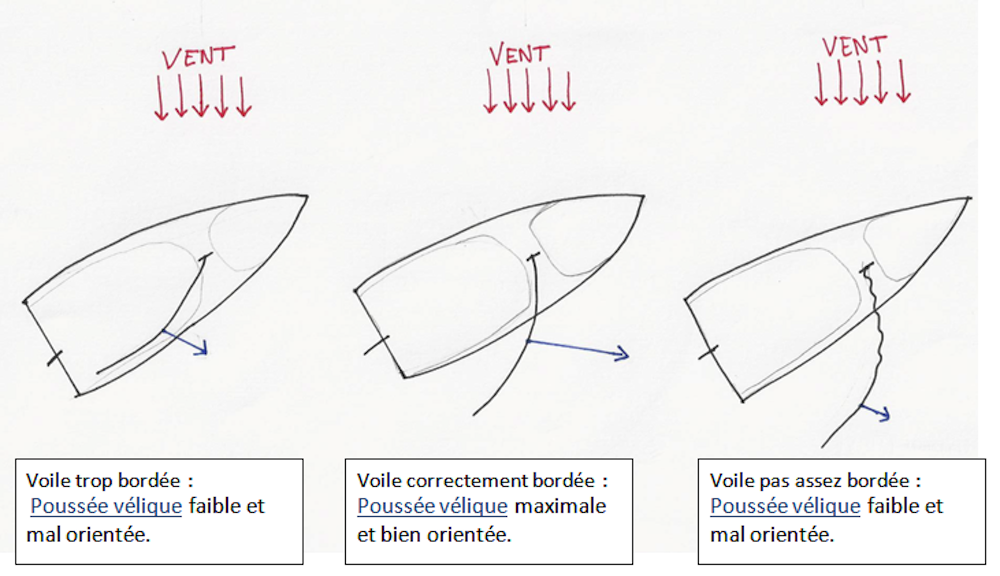 VENT
VENT
VENT
Voile trop bordée :
Poussée vélique faible et
mal orientée.
Voile correctement bordée :
Poussée vélique maximale
et bien orientée.
Voile pas assez bordée :
Poussée vélique faible et
mal orientée.